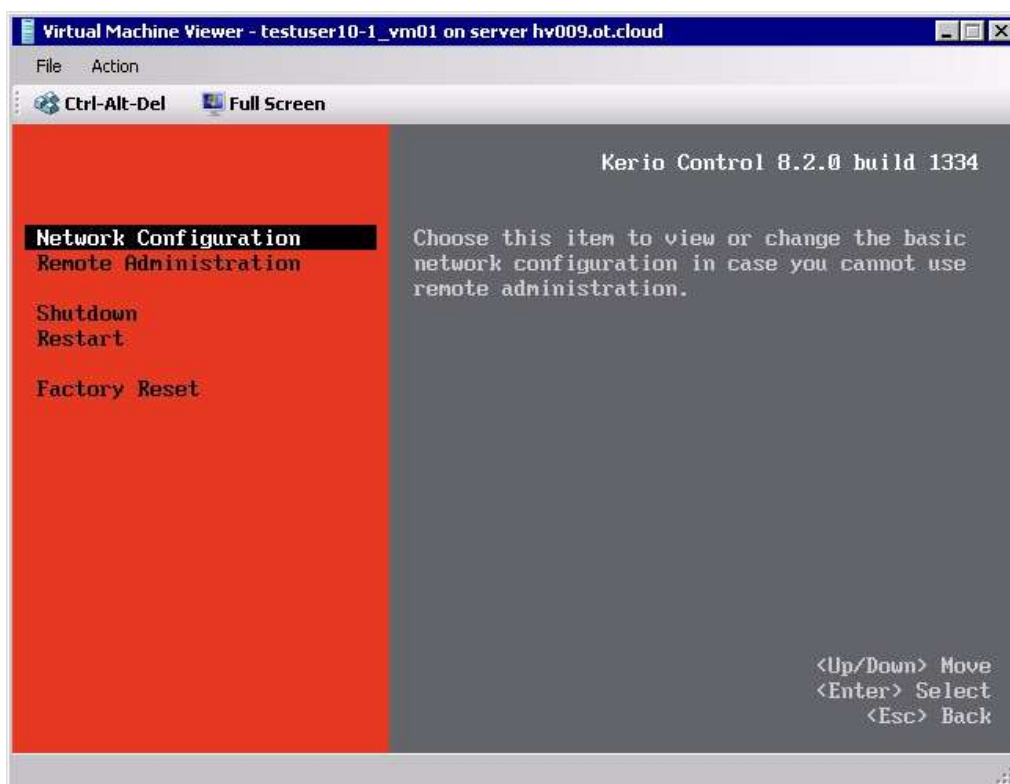 Virtual Machine Viewer - testuser10-1_vm01 on server hv009.ot.cloud
File Action
Ctrl-Alt-Del Full Screen
Kerio Control 8.2.0 build 1334
Network Configuration
Remote Administration
Shutdown
Restart
Factory Reset
Choose this item to view or change the basic
network configuration in case you cannot use
remote administration.
<Up/Down> Move
<Enter> Select
<Esc> Back